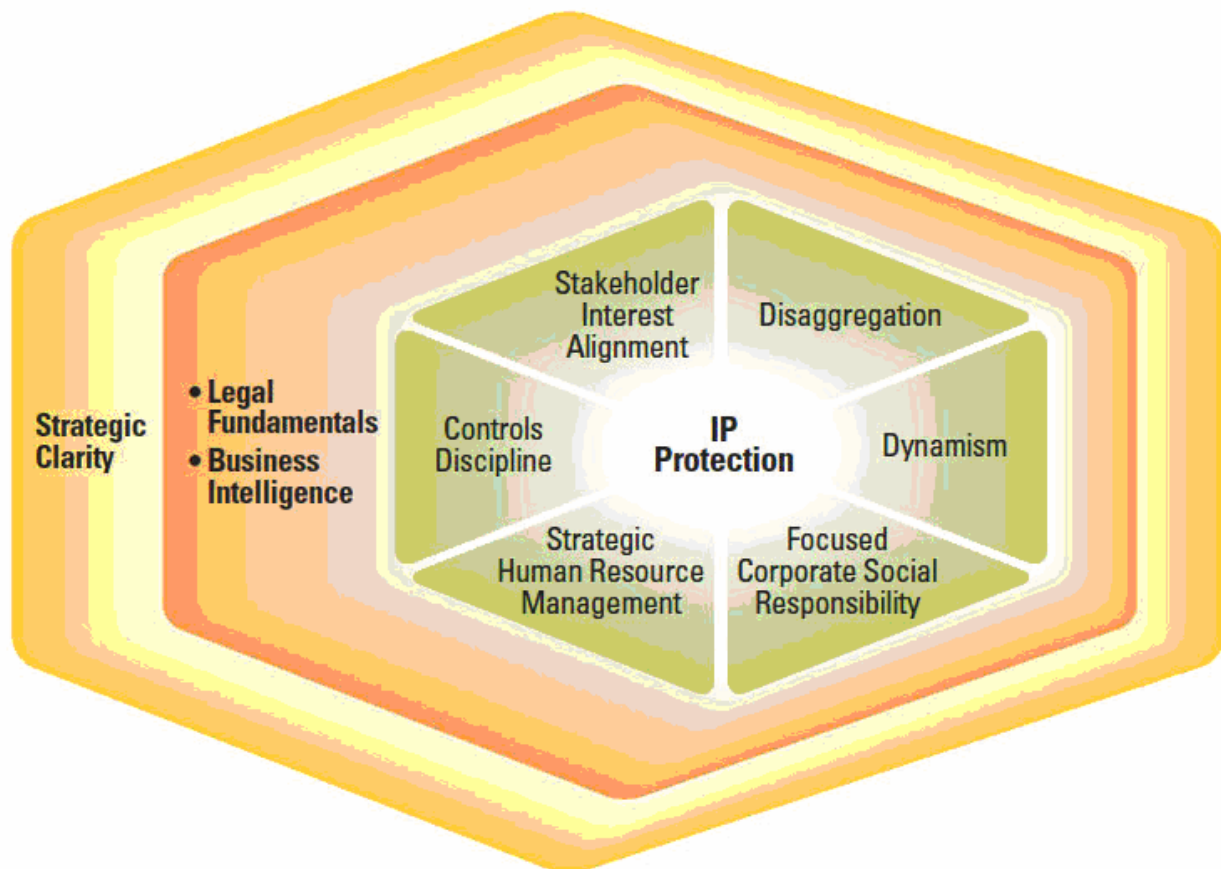 Strategic
Clarity
• Legal
Fundamentals
• Business
Intelligence
Stakeholder
Interest
Alignment
Disaggregation
Controls
Discipline
IP
Protection
Dynamism
Strategic
Human Resource
Management
Focused
Corporate Social
Responsibility